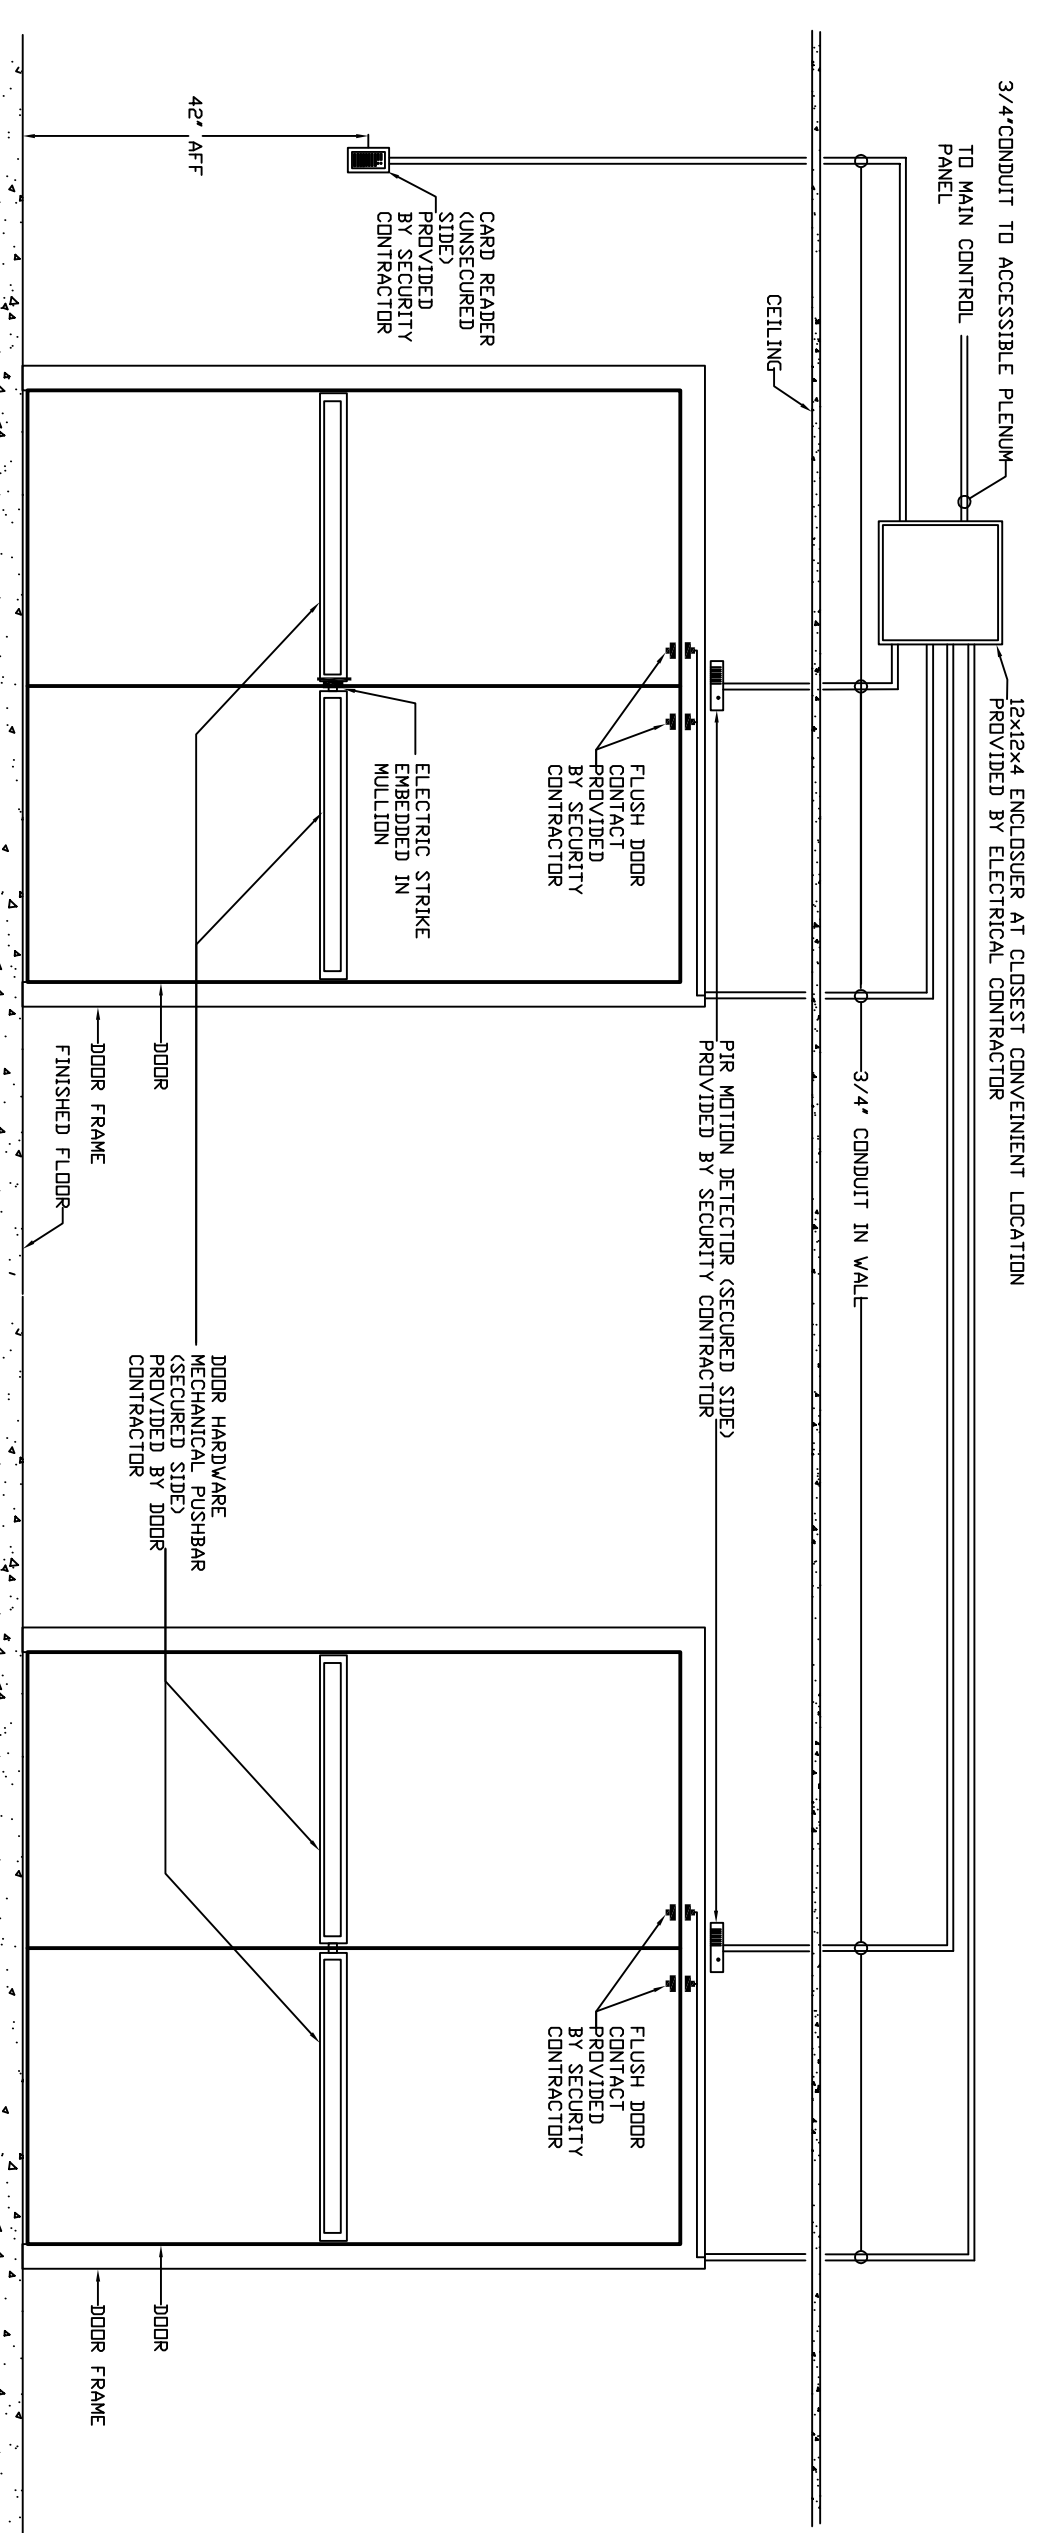 3/4"CONDUIT TO ACCESSIBLE PLENUM
TO MAIN CONTROL
PANEL
12x12x4 ENCLOSUER AT CLOSEST CONVEINIENT LOCATION
PROVIDED BY ELECTRICAL CONTRACTOR
3/4" CONDUIT IN WALL
CEILING
PIR MOTION DETECTOR (SECURED SIDE)
PROVIDED BY SECURITY CONTRACTOR
CARD READER
(UNSECURED
SIDE)
PROVIDED
BY SECURITY
CONTRACTOR
42" AFF
FLUSH DOOR
CONTACT
PROVIDED
BY SECURITY
CONTRACTOR
ELECTRIC STRIKE
EMBEDDED IN
MULLION
DOOR
DOOR FRAME
FINISHED FLOOR
DOOR HARDWARE
MECHANICAL PUSHBAR
(SECURED SIDE)
PROVIDED BY DOOR
CONTRACTOR
FLUSH DOOR
CONTACT
PROVIDED
BY SECURITY
CONTRACTOR
DOOR
DOOR FRAME